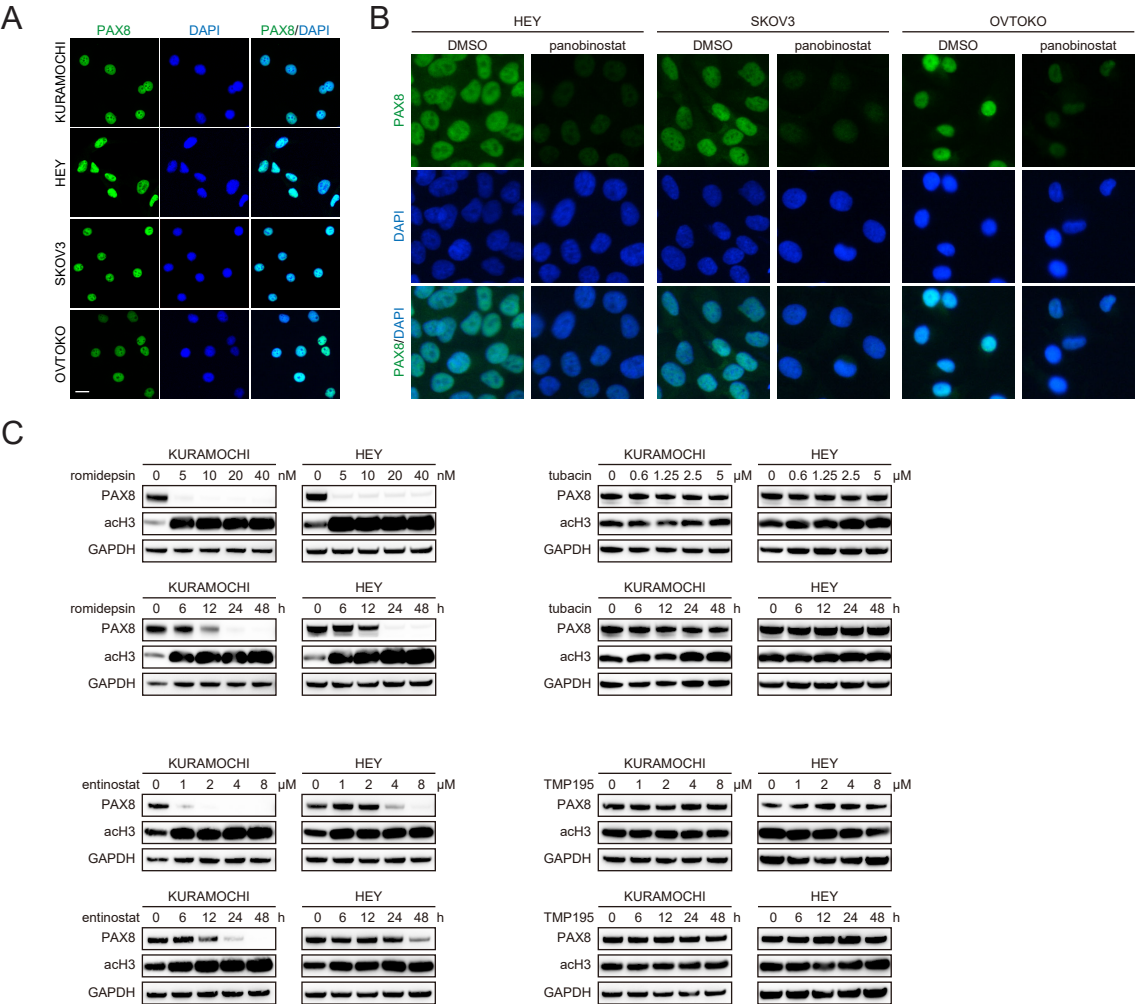 A
PAX8 DAPI PAX8/DAPI
KURAMOCHI
HEY
SKOV3
OVTOKO
B
HEY SKOV3 OVTOKO
DMSO panobinostat DMSO panobinostat DMSO panobinostat
PAX8
DAPI
PAX8/DAPI
C
KURAMOCHI HEY
romidepsin 0 5 10 20 40 nM 0 5 10 20 40 nM
PAX8
acH3
GAPDH
KURAMOCHI HEY
romidepsin 0 6 12 24 48 h 0 6 12 24 48 h
PAX8
acH3
GAPDH
KURAMOCHI HEY
tubacin 0 0.6 1.25 2.5 5 μM 0 0.6 1.25 2.5 5 μM
PAX8
acH3
GAPDH
KURAMOCHI HEY
tubacin 0 6 12 24 48 h 0 6 12 24 48 h
PAX8
acH3
GAPDH
KURAMOCHI HEY
entinostat 0 1 2 4 8 μM 0 1 2 4 8 μM
PAX8
acH3
GAPDH
KURAMOCHI HEY
entinostat 0 6 12 24 48 h 0 6 12 24 48 h
PAX8
acH3
GAPDH
KURAMOCHI HEY
TMP195 0 1 2 4 8 μM 0 1 2 4 8 μM
PAX8
acH3
GAPDH
KURAMOCHI HEY
TMP195 0 6 12 24 48 h 0 6 12 24 48 h
PAX8
acH3
GAPDH